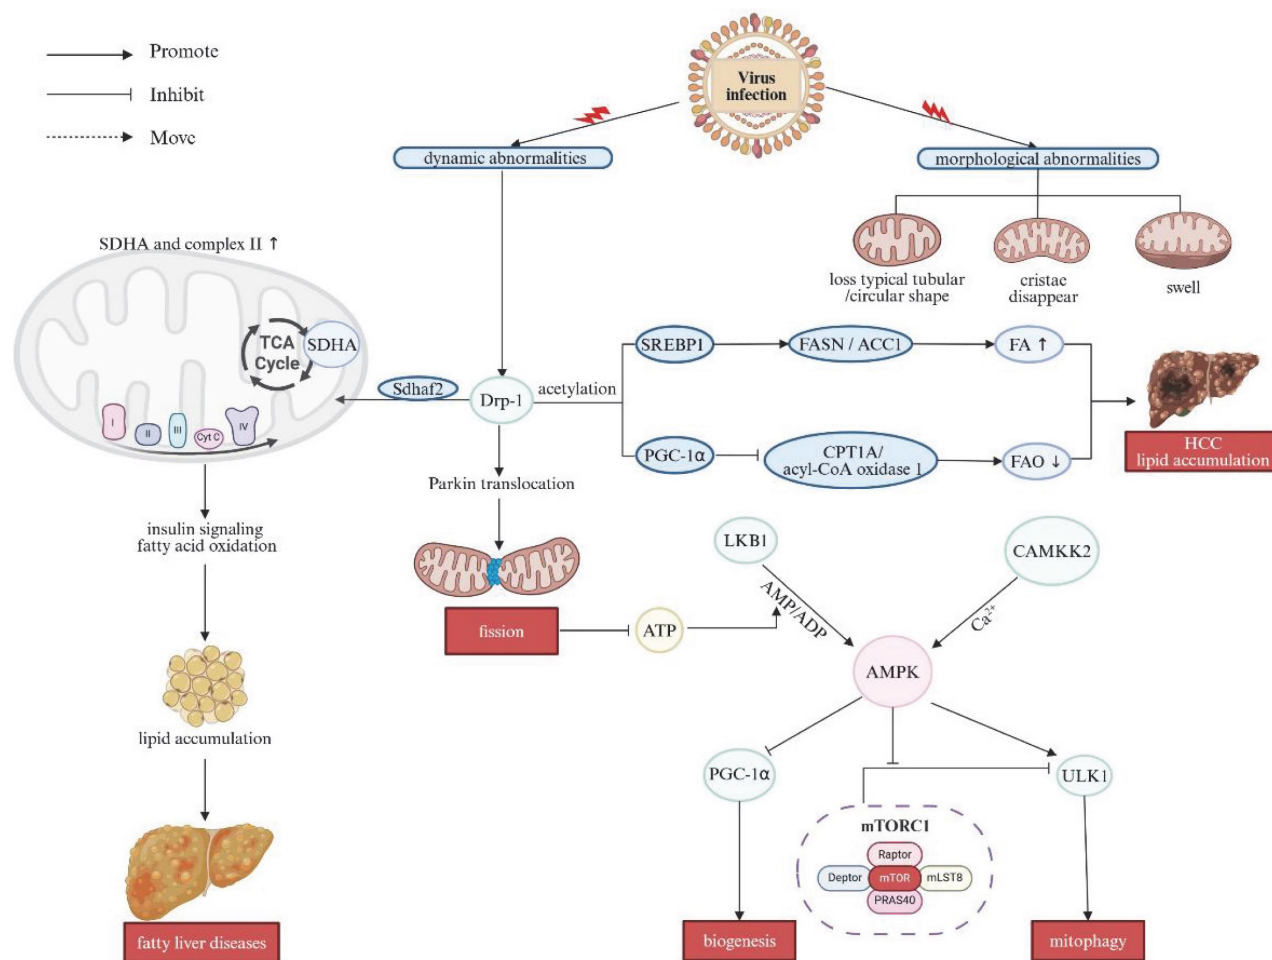 Promote
Inhibit
Move
Virus
infection
dynamic abnormalities
morphological abnormalities
loss typical tubular
/circular shape
cristae
disappear
swell
SDHA and complex II ↑
TCA
Cycle
SDHA
I
II
III
Cyt C
IV
Sdhaf2
Drp-1
acetylation
SREBP1
FASN / ACC1
FA ↑
PGC-1α
CPT1A/
acyl-CoA oxidase 1
FAO ↓
HCC
lipid accumulation
Parkin translocation
insulin signaling
fatty acid oxidation
fission
ATP
LKB1
AMP/ADP
CAMKK2
Ca²⁺
AMPK
lipid accumulation
PGC-1α
ULK1
mTORC1
Raptor
Deptor
mTOR
mLST8
PRAS40
fatty liver diseases
biogenesis
mitophagy